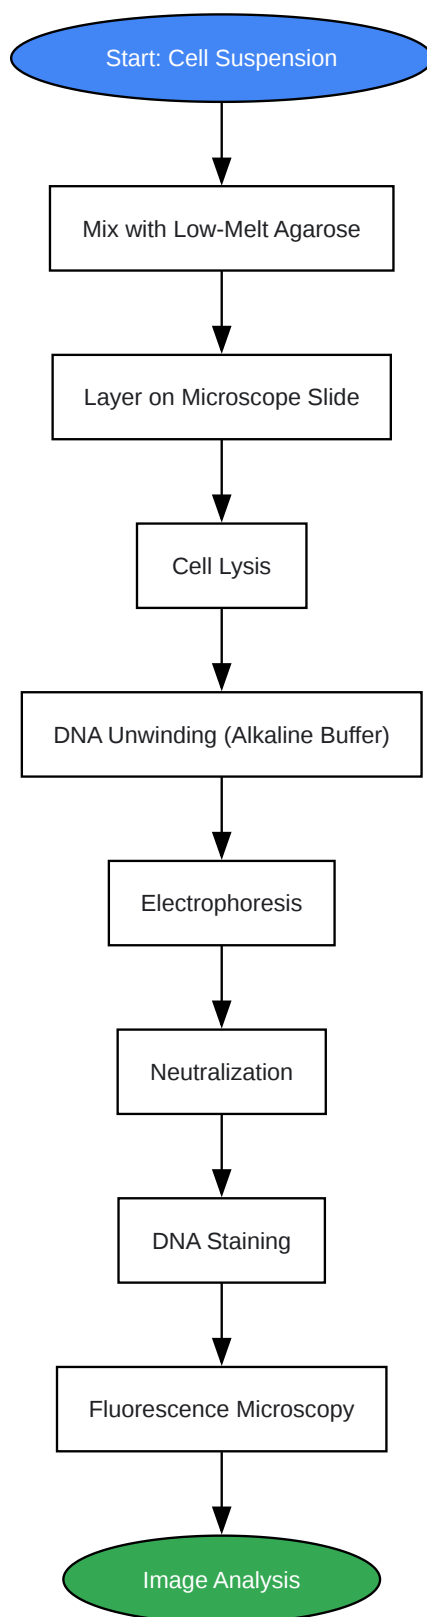 Start: Cell Suspension
Mix with Low-Melt Agarose
Layer on Microscope Slide
Cell Lysis
DNA Unwinding (Alkaline Buffer)
Electrophoresis
Neutralization
DNA Staining
Fluorescence Microscopy
Image Analysis